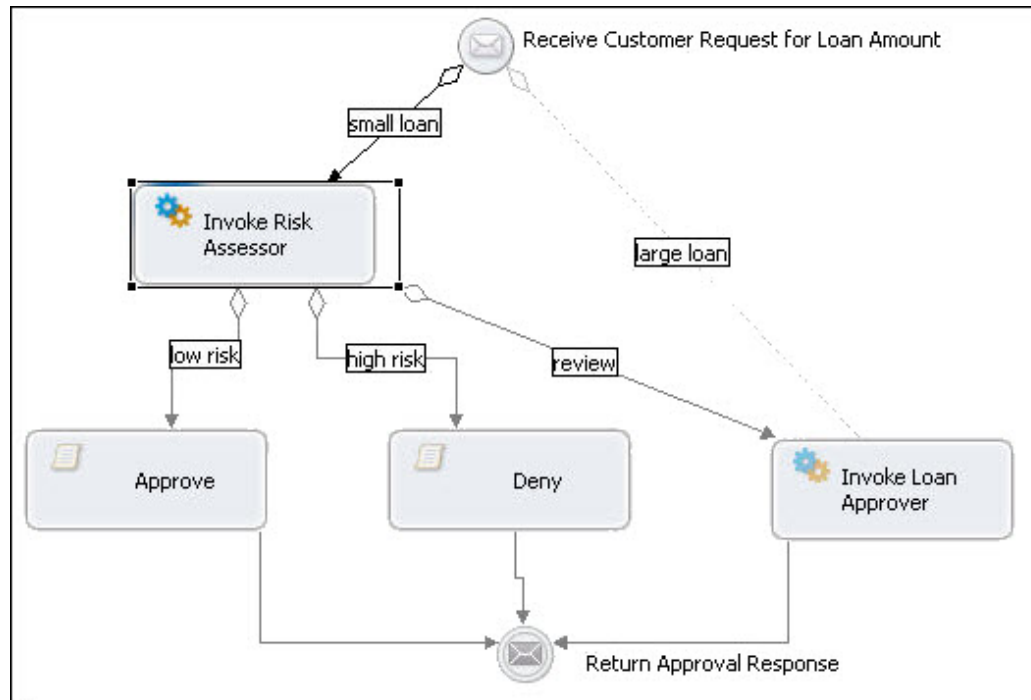 Receive Customer Request for Loan Amount
small loan
Invoke Risk
Assessor
large loan
low risk
high risk
review
Approve
Deny
Invoke Loan
Approver
Return Approval Response